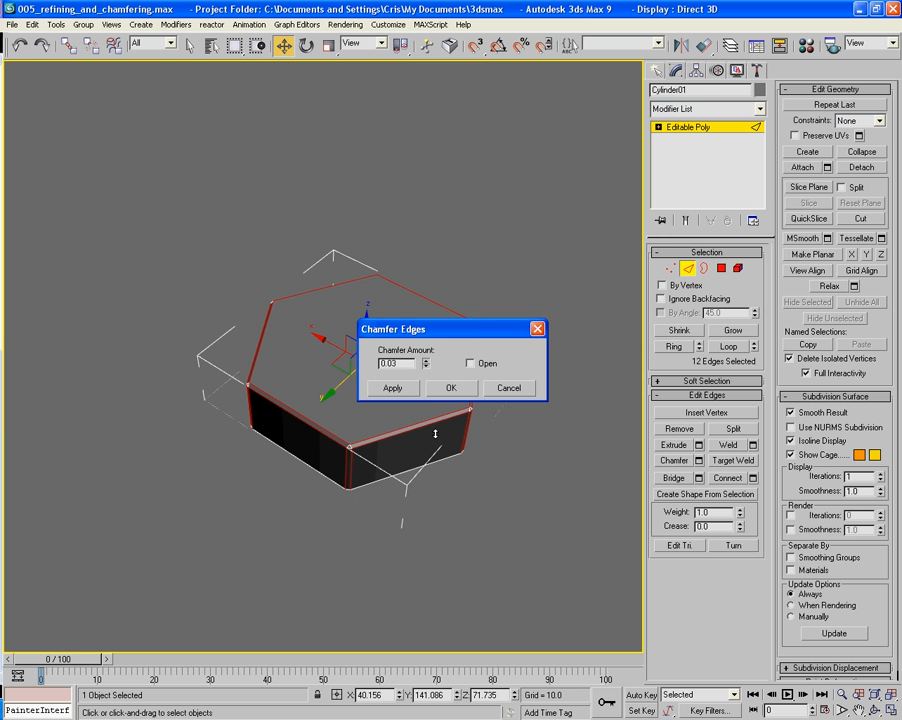 005_refining_and_chamfering.max - Project Folder: C:\Documents and Settings\Cris\My Documents\3dsmax - Autodesk 3ds Max 9 - Display : Direct 3D
File Edit Tools Group Views Create Modifiers reactor Animation Graph Editors Rendering Customize MAXScript Help
All View View
Cylinder01
Modifier List
Editable Poly
Selection
By Vertex
Ignore Backfacing
By Angle: 45.0
Shrink Grow
Ring Loop
12 Edges Selected
Soft Selection
Edit Edges
Insert Vertex
Remove Split
Extrude Weld
Chamfer Target Weld
Bridge Connect
Create Shape From Selection
Weight: 1.0
Crease: 0.0
Edit Tri. Turn
Edit Geometry
Repeat Last
Constraints: None
Preserve UVs
Create Collapse
Attach Detach
Slice Plane Split
Slice Reset Plane
QuickSlice Cut
MSmooth Tessellate
Make Planar X Y Z
View Align Grid Align
Relax
Hide Selected Unhide All
Hide Unselected
Named Selections:
Copy Paste
Delete Isolated Vertices
Full Interactivity
Subdivision Surface
Smooth Result
Use NURMS Subdivision
Isoline Display
Show Cage......
Display
Iterations: 1
Smoothness: 1.0
Render
Iterations: 0
Smoothness: 1.0
Separate By
Smoothing Groups
Materials
Update Options
Always
When Rendering
Manually
Update
Subdivision Displacement
Chamfer Edges
Chamfer Amount:
0.03 Open
Apply OK Cancel
z
x
y
0 / 100
0 10 20 30 40 50 60 70 80 90 100
1 Object Selected X: 40.156 Y: 141.086 Z: 71.735 Grid = 10.0 Auto Key Selected
PainterInterf Click or click-and-drag to select objects Add Time Tag Set Key Key Filters... 0